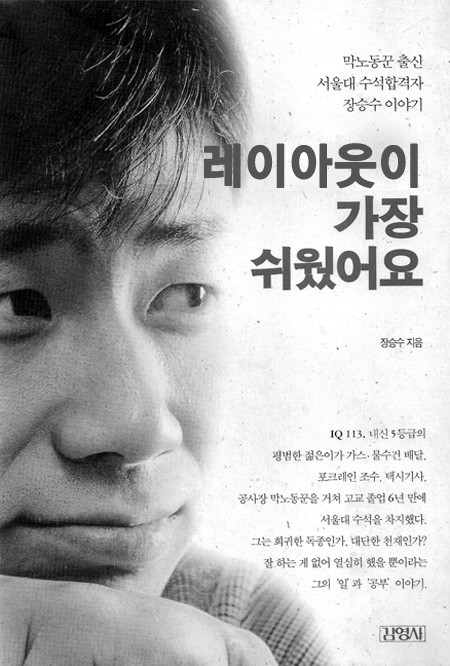 막노동꾼 출신
서울대 수석합격자
장승수 이야기
레이아웃이
가장
쉬웠어요
장승수 지음
IQ 113, 내신 5등급의
평범한 젊은이가 가스·물수건 배달,
포크레인 조수, 택시기사,
공사장 막노동꾼을 거쳐 고교 졸업 6년 만에
서울대 수석을 차지했다.
그는 희귀한 독종인가, 대단한 천재인가?
잘 하는 게 없어 열심히 했을 뿐이라는
그의 '일'과 '공부' 이야기.
김영사